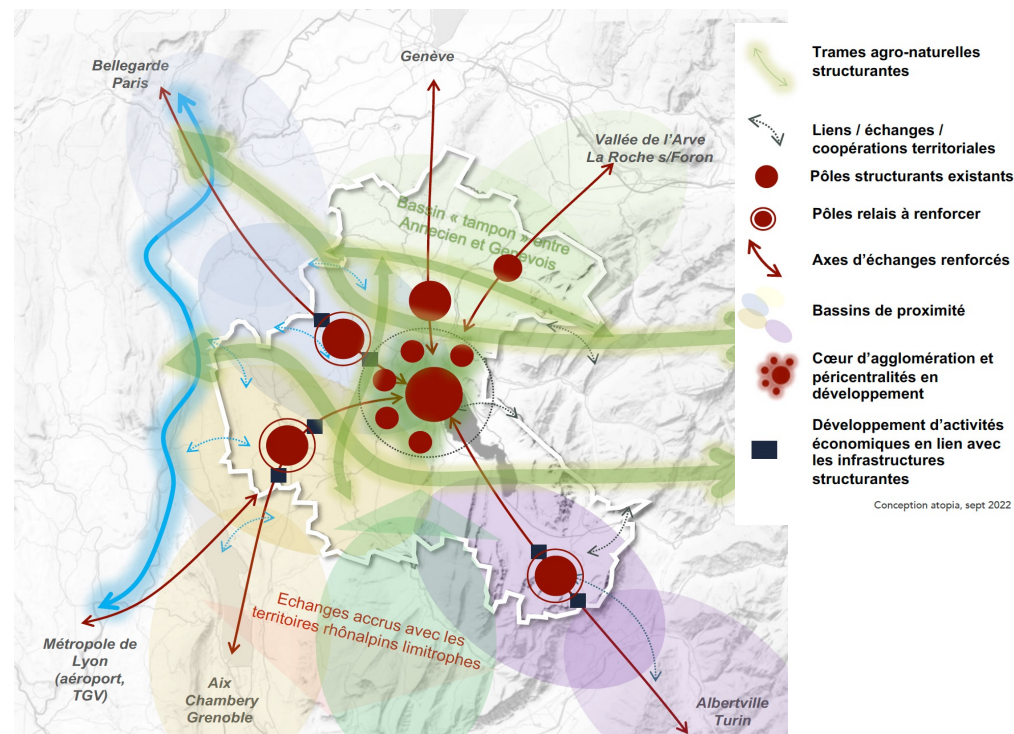 Bellegarde
Paris
Genève
Vallée de l'Arve
La Roche s/Foron
Bassin « tampon » entre
Annecien et Genevois
Echanges accrus avec les
territoires rhônalpins limitrophes
Métropole de
Lyon
(aéroport,
TGV)
Aix
Chambery
Grenoble
Albertville
Turin
Trames agro-naturelles
structurantes
Liens / échanges /
coopérations territoriales
Pôles structurants existants
Pôles relais à renforcer
Axes d'échanges renforcés
Bassins de proximité
Cœur d'agglomération et
péricentralités en
développement
Développement d'activités
économiques en lien avec
les infrastructures
structurantes
Conception atopia, sept 2022